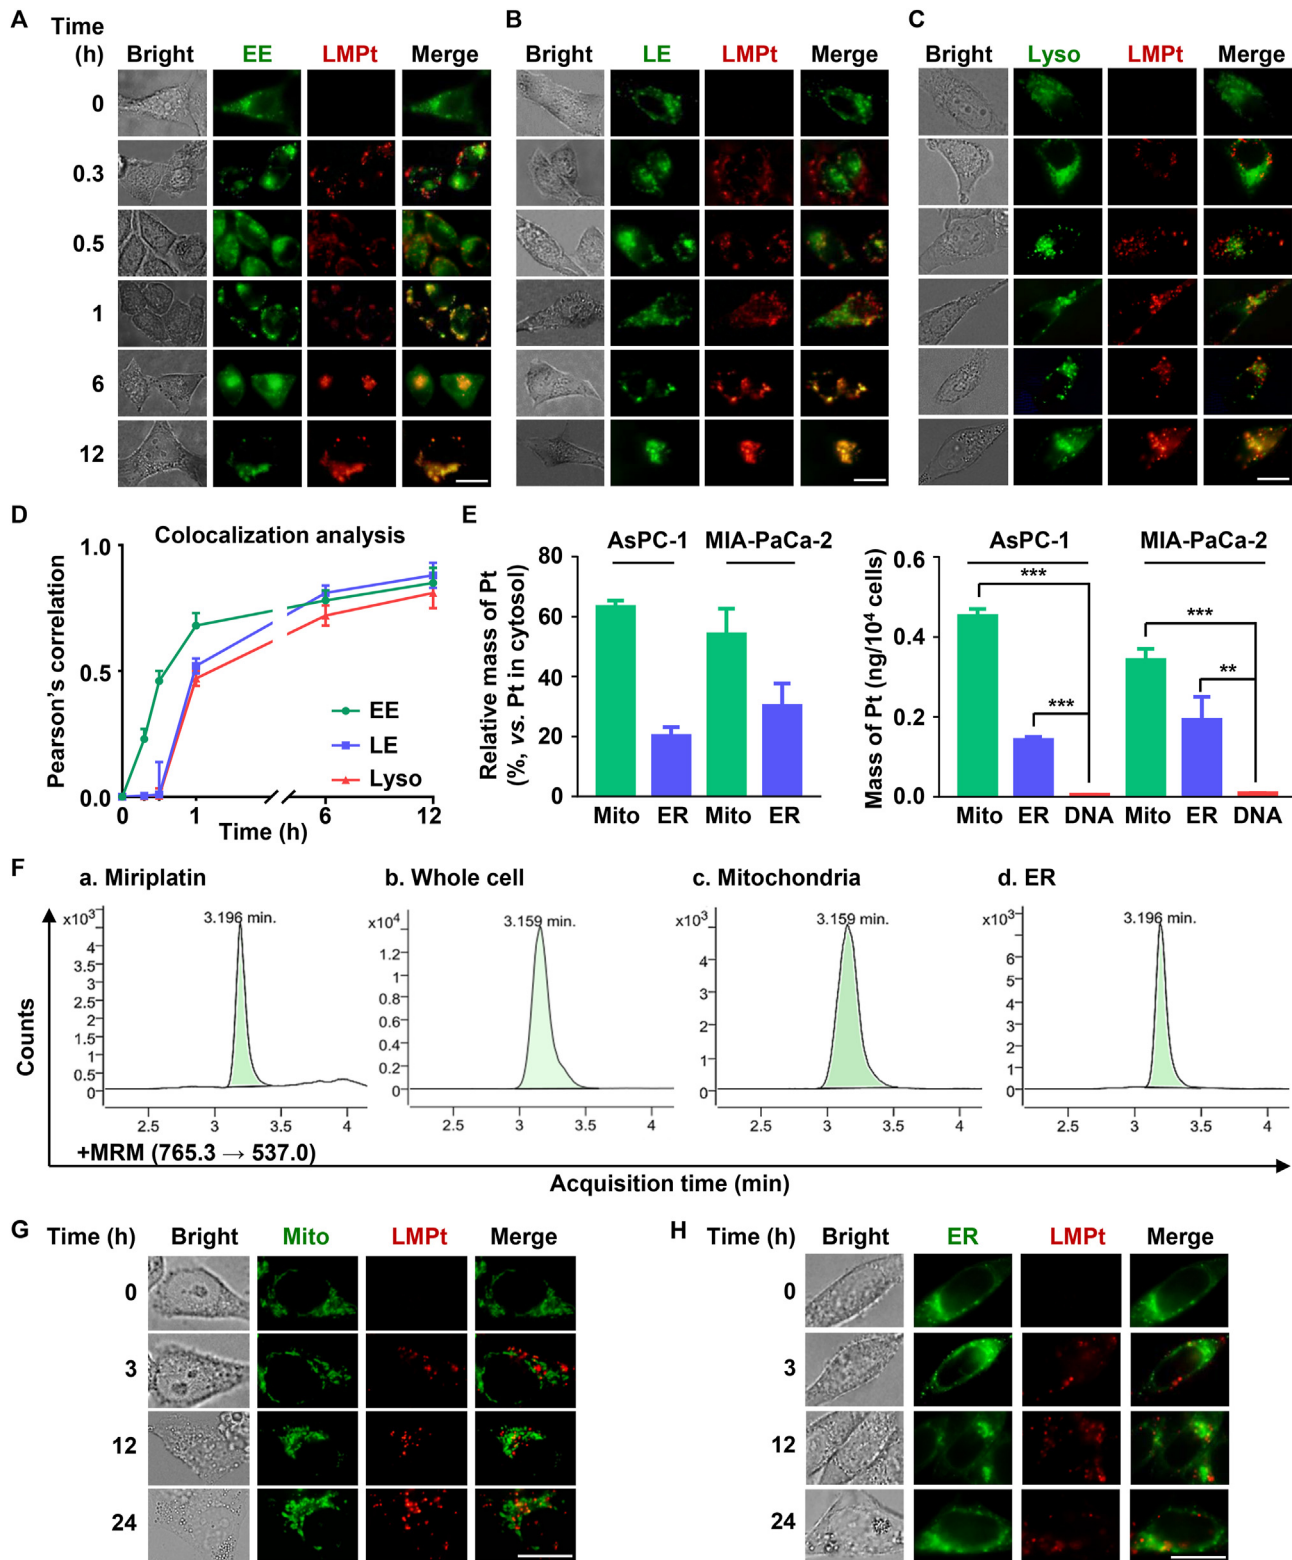 A
Time
(h)
Bright EE LMPt Merge
0
0.3
0.5
1
6
12
B
Bright LE LMPt Merge
C
Bright Lyso LMPt Merge
D
Colocalization analysis
Pearson's correlation
1.0
0.5
0.0
0 1 6 12
Time (h)
EE
LE
Lyso
E
AsPC-1 MIA-PaCa-2
Relative mass of Pt
(%, vs. Pt in cytosol)
80
60
40
20
0
Mito ER Mito ER
AsPC-1 MIA-PaCa-2
Mass of Pt (ng/10⁴ cells)
0.6
0.4
0.2
0.0
*** ***
*** **
Mito ER DNA Mito ER DNA
F
a. Miriplatin
x10³
3.196 min.
4.5
4
3.5
3
2.5
2
1.5
1
0.5
0
2.5 3 3.5 4
b. Whole cell
x10⁴
3.159 min.
1.4
1.2
1
0.8
0.6
0.4
0.2
0
2.5 3 3.5 4
c. Mitochondria
x10³
3.159 min.
4
3
2
1
0
2.5 3 3.5 4
d. ER
x10³
3.196 min.
7
6
5
4
3
2
1
0
2.5 3 3.5 4
Counts
+MRM (765.3 → 537.0)
Acquisition time (min)
G
Time (h) Bright Mito LMPt Merge
0
3
12
24
H
Time (h) Bright ER LMPt Merge
0
3
12
24